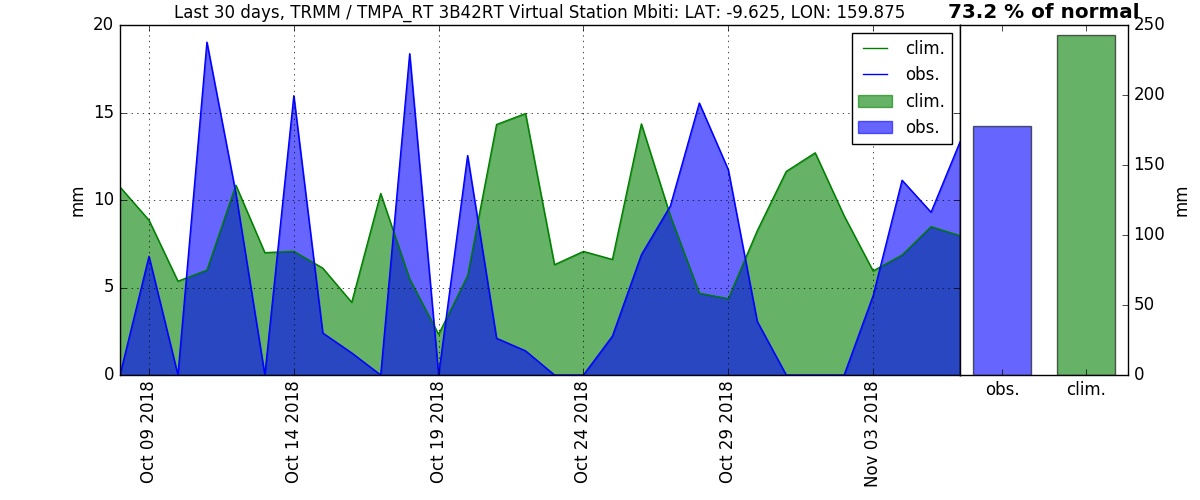 Last 30 days, TRMM / TMPA_RT 3B42RT Virtual Station Mbiti: LAT: -9.625, LON: 159.875
73.2 % of normal
20
15
10
5
0
mm
clim.
obs.
clim.
obs.
250
200
150
100
50
0
mm
obs.
clim.
Oct 09 2018
Oct 14 2018
Oct 19 2018
Oct 24 2018
Oct 29 2018
Nov 03 2018